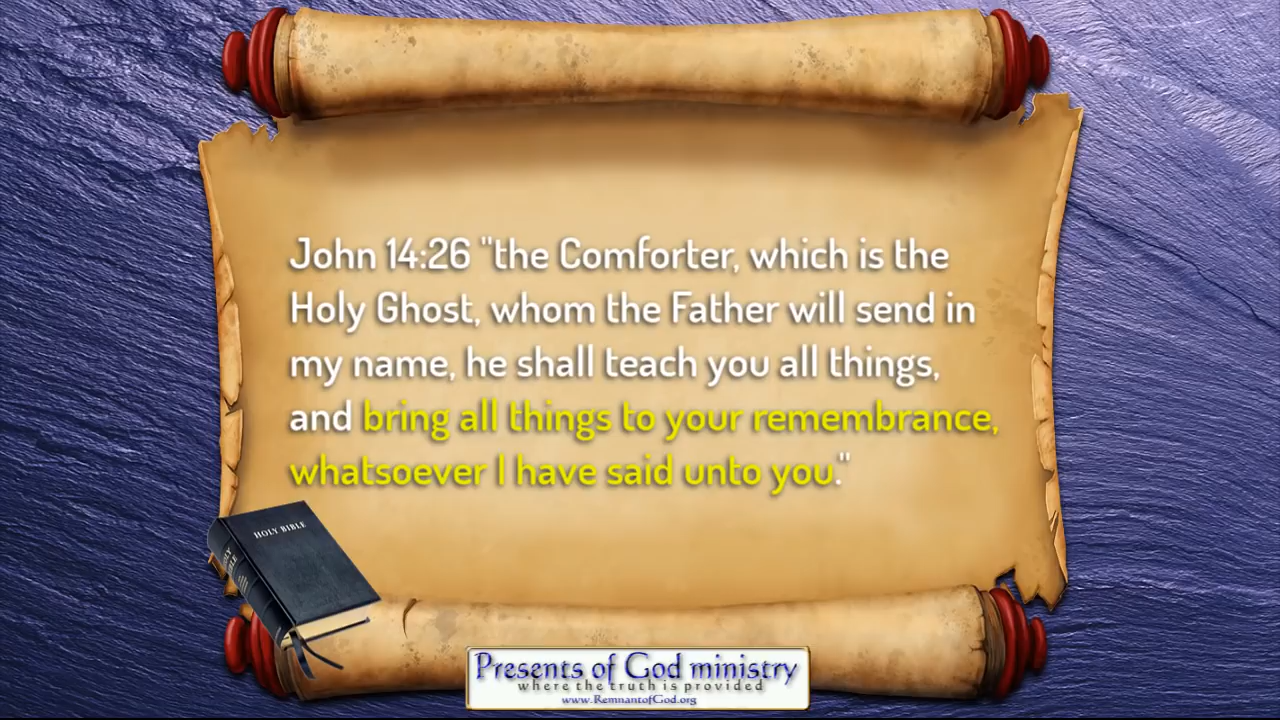 John 14:26 "the Comforter, which is the
Holy Ghost, whom the Father will send in
my name, he shall teach you all things,
and bring all things to your remembrance,
whatsoever I have said unto you."
HOLY BIBLE
HOLY
BIBLE
Presents of God ministry
where the truth is provided
www.RemnantofGod.org